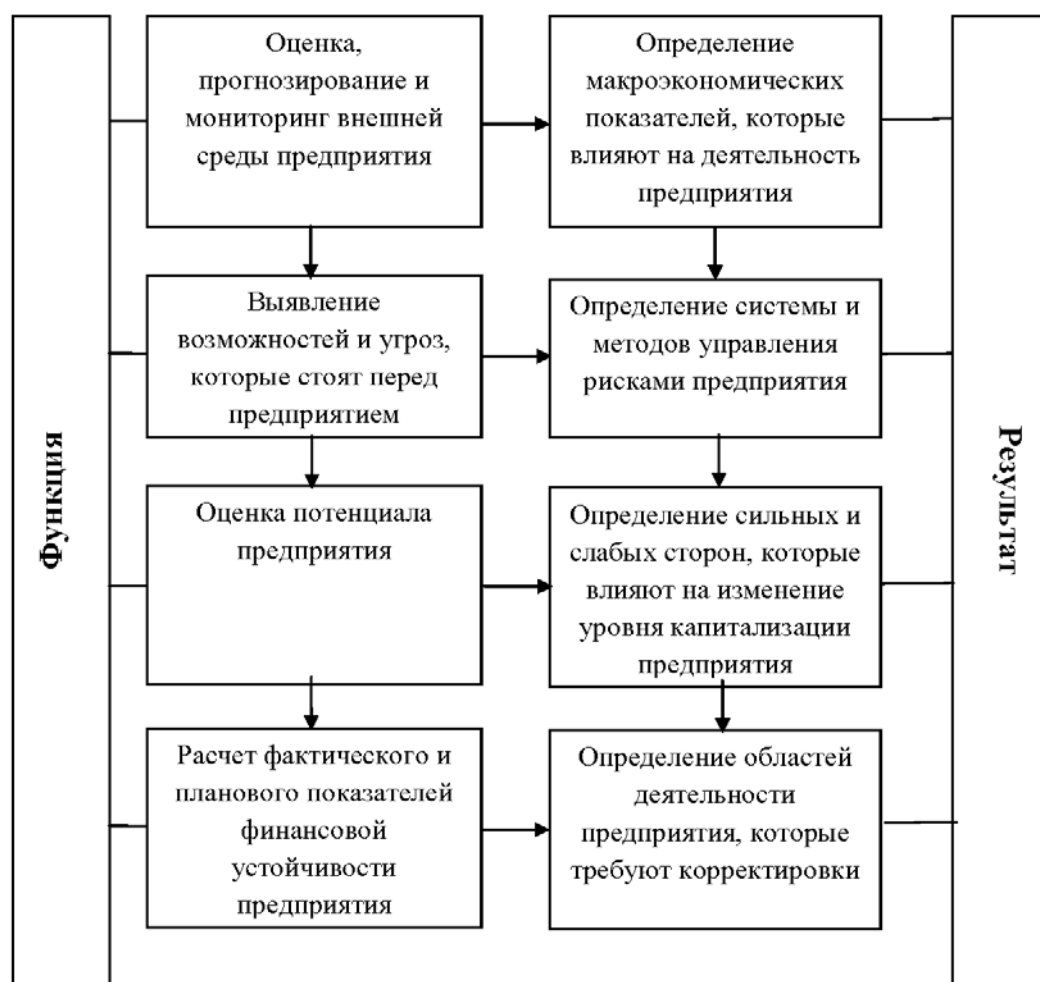 Функция
Оценка,
прогнозирование и
мониторинг внешней
среды предприятия
Определение
макроэкономических
показателей, которые
влияют на деятельность
предприятия
Выявление
возможностей и угроз,
которые стоят перед
предприятием
Определение системы и
методов управления
рисками предприятия
Оценка потенциала
предприятия
Определение сильных и
слабых сторон, которые
влияют на изменение
уровня капитализации
предприятия
Расчет фактического и
планового показателей
финансовой
устойчивости
предприятия
Определение областей
деятельности
предприятия, которые
требуют корректировки
Результат